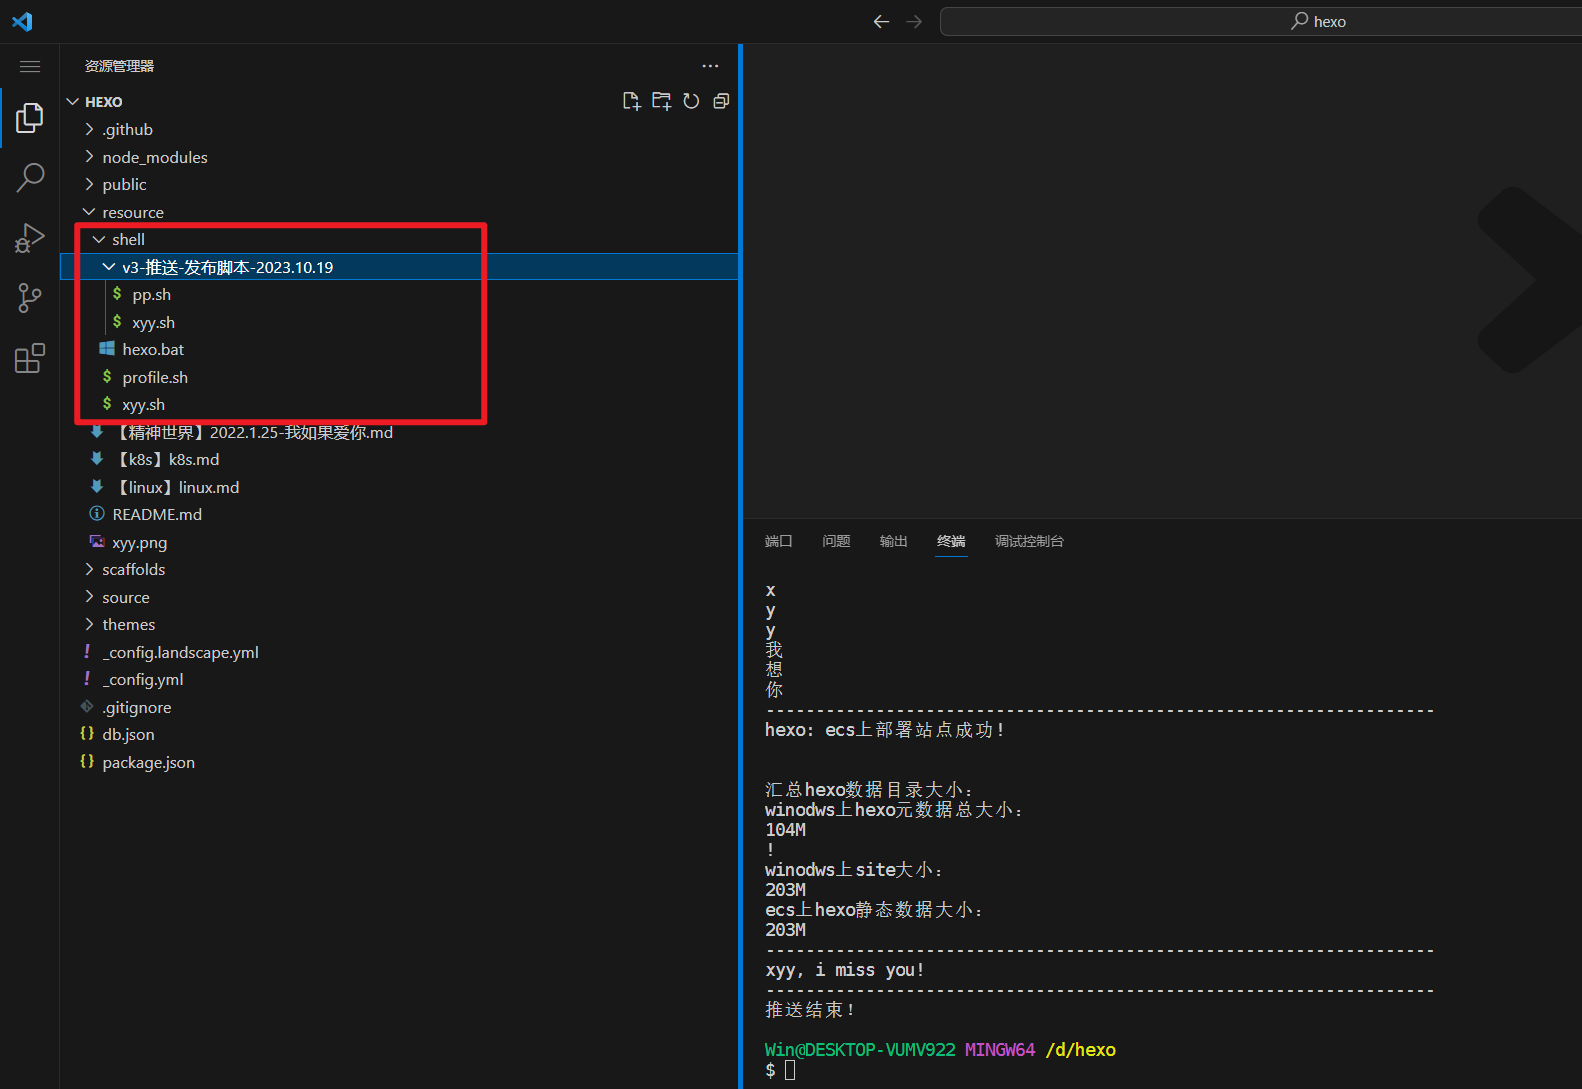 hexo
资源管理器
HEXO
.github
node_modules
public
resource
shell
v3-推送-发布脚本-2023.10.19
pp.sh
xyy.sh
hexo.bat
profile.sh
xyy.sh
【精神世界】2022.1.25-我如果爱你.md
【k8s】k8s.md
【linux】linux.md
README.md
xyy.png
scaffolds
source
themes
_config.landscape.yml
_config.yml
.gitignore
db.json
package.json
端口 问题 输出 终端 调试控制台
x
y
y
我
想
你
-------------------------------------------------------------------
hexo: ecs上部署站点成功!
汇总hexo数据目录大小:
winodws上hexo元数据总大小:
104M
!
winodws上site大小:
203M
ecs上hexo静态数据大小:
203M
-------------------------------------------------------------------
xyy, i miss you!
-------------------------------------------------------------------
推送结束!
Win@DESKTOP-VUMV922 MINGW64 /d/hexo
$